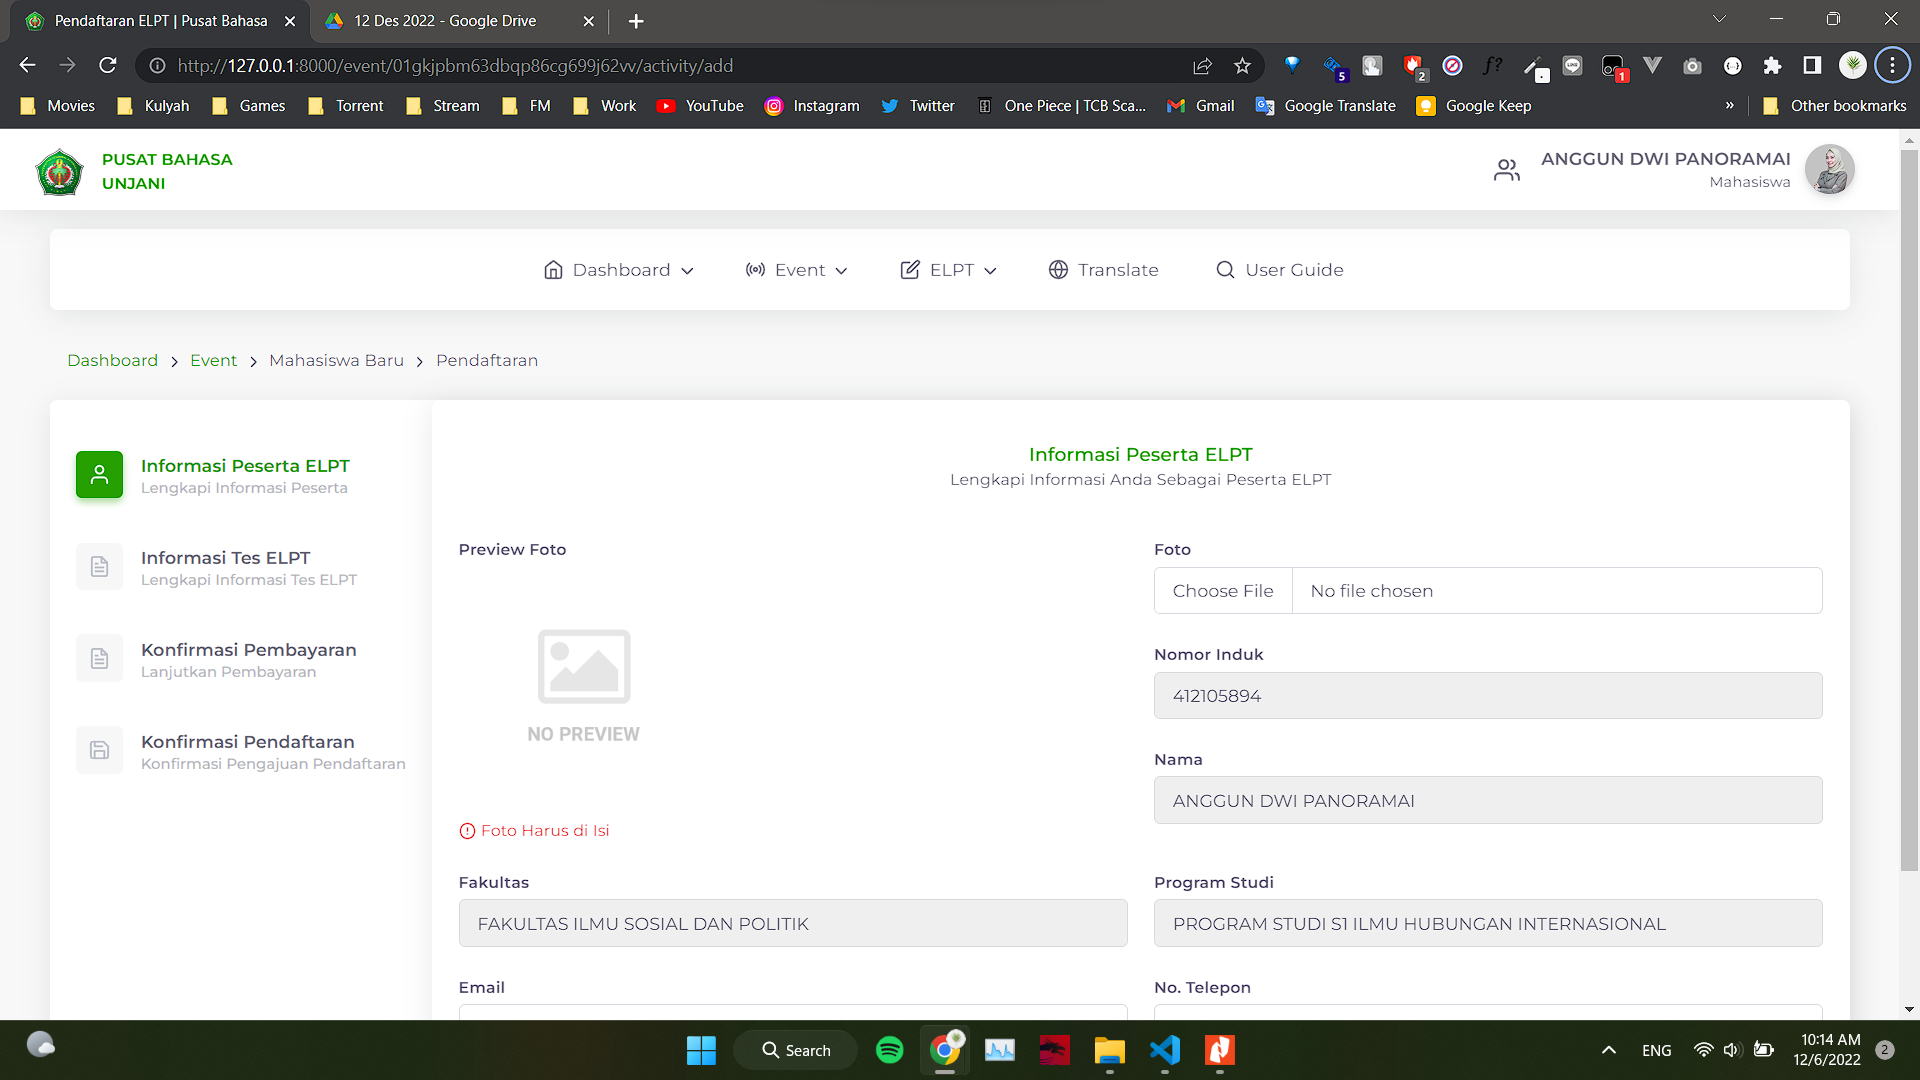 Pendaftaran ELPT | Pusat Bahasa
12 Des 2022 - Google Drive
http://127.0.0.1:8000/event/01gkjpbm63dbqp86cg699j62vv/activity/add
5
2
f?
1
Movies
Kulyah
Games
Torrent
Stream
FM
Work
YouTube
Instagram
Twitter
One Piece | TCB Sca...
Gmail
Google Translate
Google Keep
»
Other bookmarks
PUSAT BAHASA
UNJANI
ANGGUN DWI PANORAMAI
Mahasiswa
Dashboard
Event
ELPT
Translate
User Guide
Dashboard > Event > Mahasiswa Baru > Pendaftaran
Informasi Peserta ELPT
Lengkapi Informasi Peserta
Informasi Tes ELPT
Lengkapi Informasi Tes ELPT
Konfirmasi Pembayaran
Lanjutkan Pembayaran
Konfirmasi Pendaftaran
Konfirmasi Pengajuan Pendaftaran
Informasi Peserta ELPT
Lengkapi Informasi Anda Sebagai Peserta ELPT
Preview Foto
NO PREVIEW
Foto Harus di Isi
Foto
Choose File
No file chosen
Nomor Induk
412105894
Nama
ANGGUN DWI PANORAMAI
Fakultas
FAKULTAS ILMU SOSIAL DAN POLITIK
Program Studi
PROGRAM STUDI S1 ILMU HUBUNGAN INTERNASIONAL
Email
No. Telepon
Search
ENG
10:14 AM
12/6/2022
2